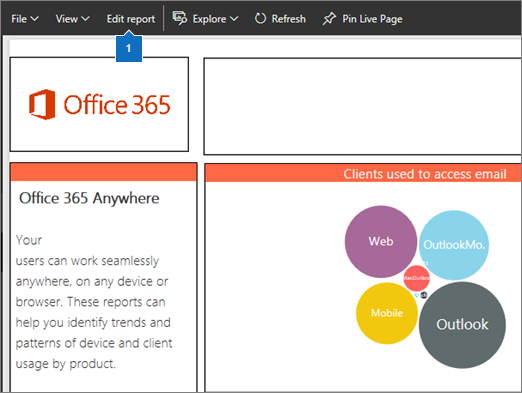 File View Edit report Explore Refresh Pin Live Page
1
Office 365
Clients used to access email
Office 365 Anywhere
Your
users can work seamlessly
anywhere, on any device or
browser. These reports can
help you identify trends and
patterns of device and client
usage by product.
Web
OutlookMo.
Mobile
Outlook